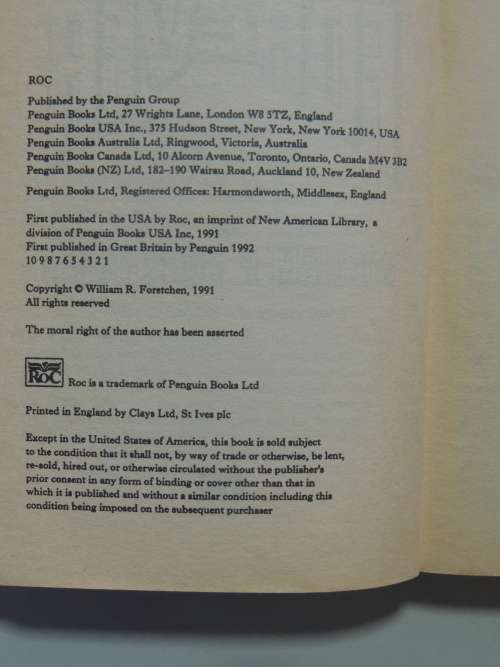 ROC
Published by the Penguin Group
Penguin Books Ltd, 27 Wrights Lane, London W8 5TZ, England
Penguin Books USA Inc., 375 Hudson Street, New York, New York 10014, USA
Penguin Books Australia Ltd, Ringwood, Victoria, Australia
Penguin Books Canada Ltd, 10 Alcorn Avenue, Toronto, Ontario, Canada M4V 3B2
Penguin Books (NZ) Ltd, 182–190 Wairau Road, Auckland 10, New Zealand
Penguin Books Ltd, Registered Offices: Harmondsworth, Middlesex, England
First published in the USA by Roc, an imprint of New American Library, a
division of Penguin Books USA Inc, 1991
First published in Great Britain by Penguin 1992
10 9 8 7 6 5 4 3 2 1
Copyright © William R. Forstchen, 1991
All rights reserved
The moral right of the author has been asserted
ROC Roc is a trademark of Penguin Books Ltd
Printed in England by Clays Ltd, St Ives plc
Except in the United States of America, this book is sold subject
to the condition that it shall not, by way of trade or otherwise, be lent,
re-sold, hired out, or otherwise circulated without the publisher's
prior consent in any form of binding or cover other than that in
which it is published and without a similar condition including this
condition being imposed on the subsequent purchaser